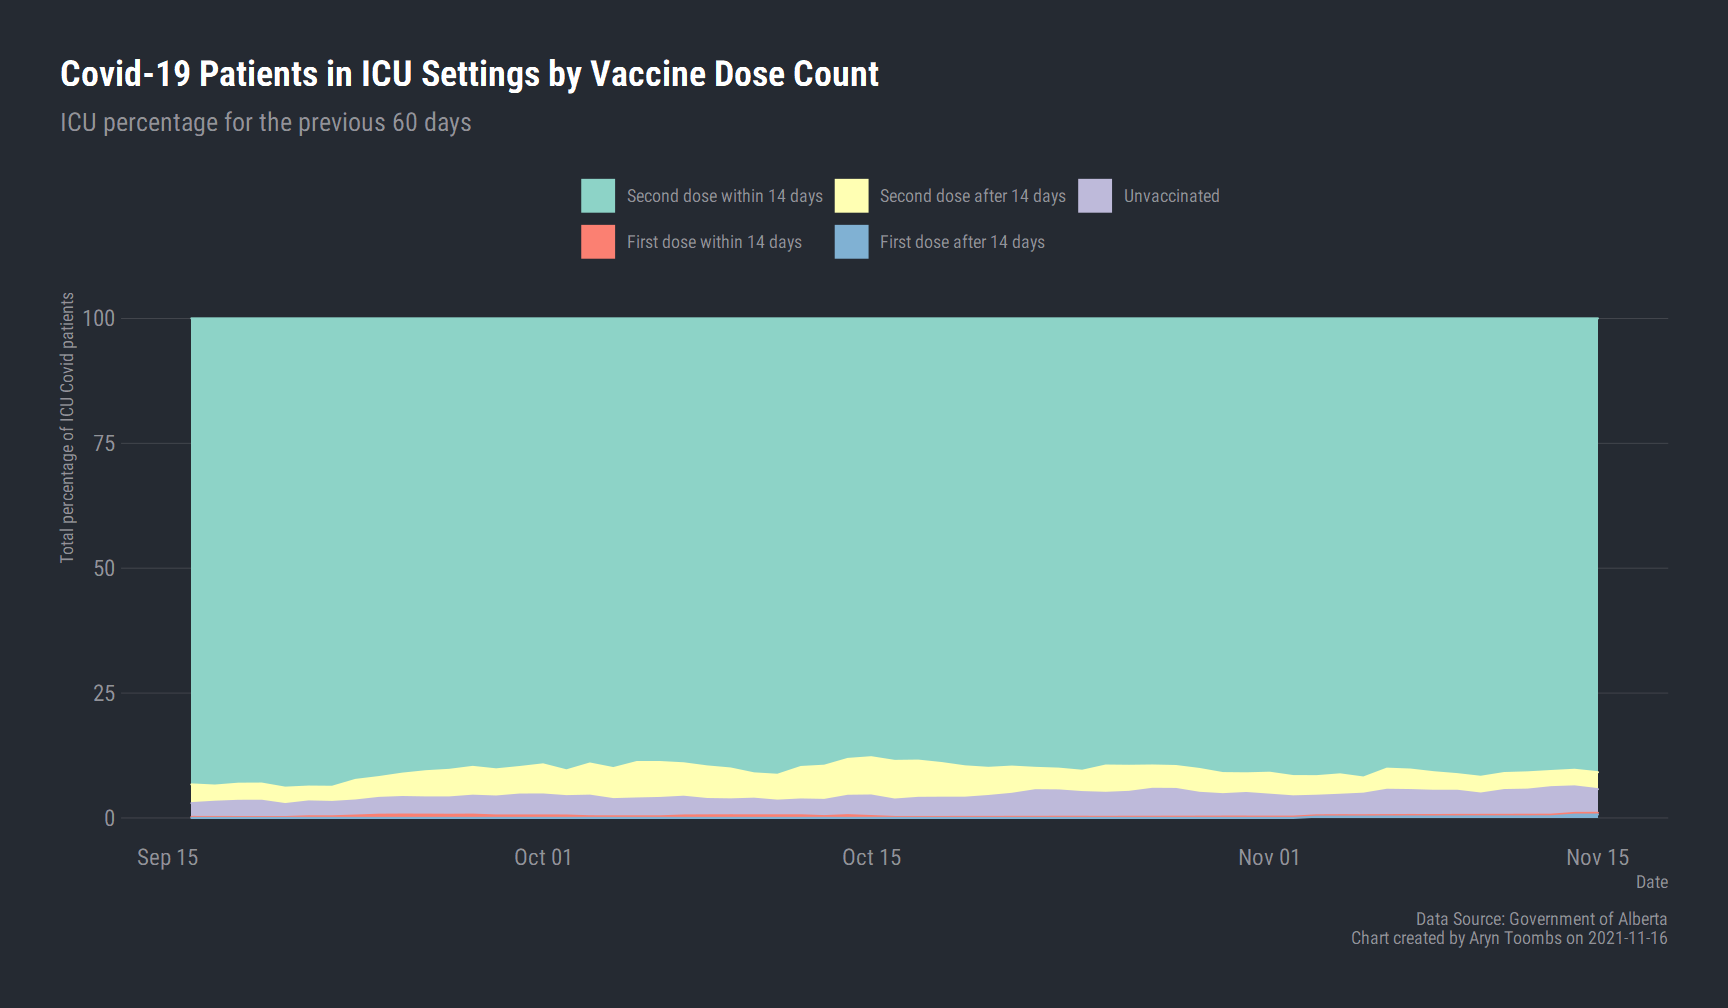 Covid-19 Patients in ICU Settings by Vaccine Dose Count
ICU percentage for the previous 60 days
Second dose within 14 days
Second dose after 14 days
Unvaccinated
First dose within 14 days
First dose after 14 days
Total percentage of ICU Covid patients
100
75
50
25
0
Sep 15
Oct 01
Oct 15
Nov 01
Nov 15
Date
Data Source: Government of Alberta
Chart created by Aryn Toombs on 2021-11-16